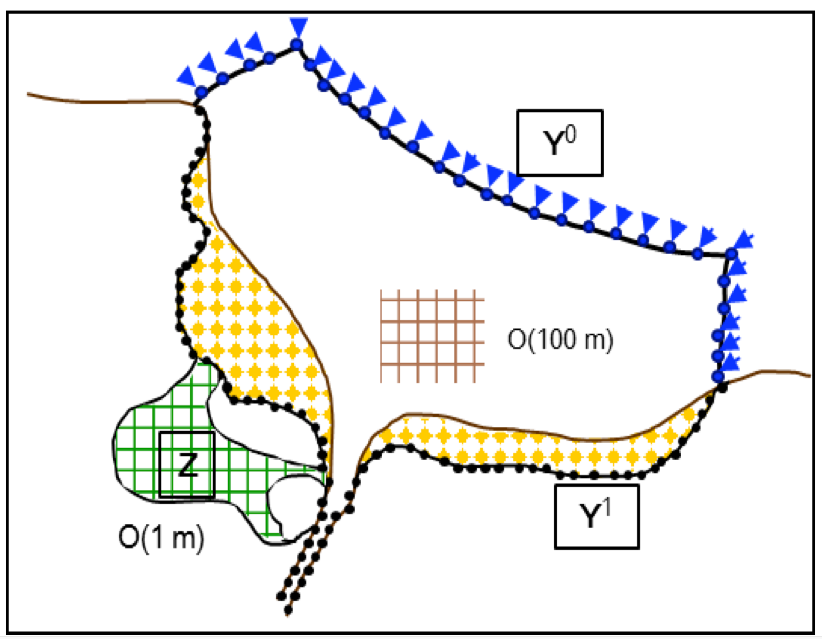 Y⁰
O(100 m)
Z
O(1 m)
Y¹